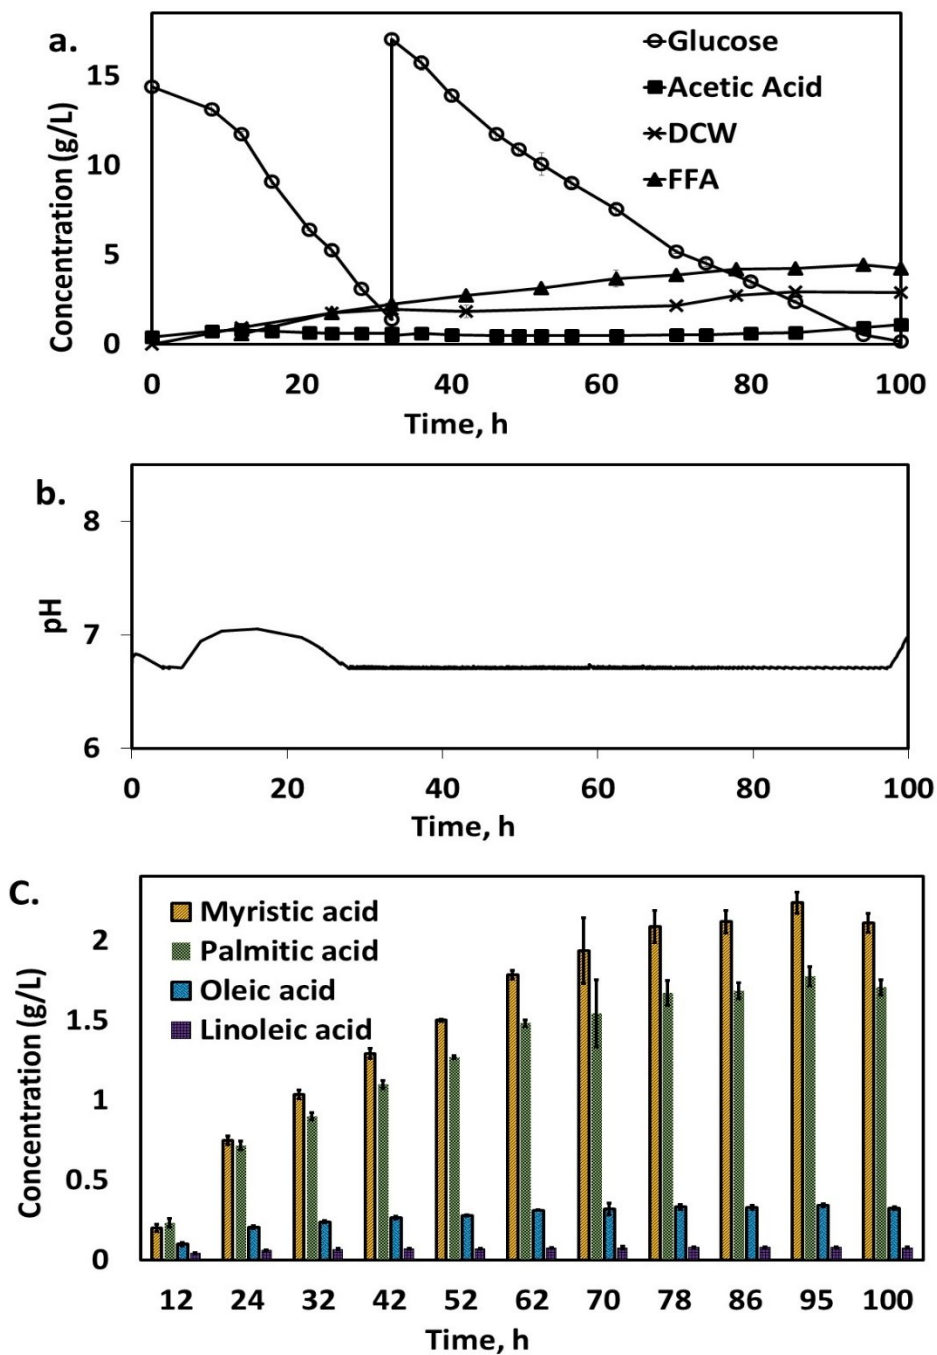 a.
Glucose
Acetic Acid
DCW
FFA
Concentration (g/L)
15
10
5
0
0 20 40 60 80 100
Time, h
b.
pH
8
7
6
0 20 40 60 80 100
Time, h
C.
Myristic acid
Palmitic acid
Oleic acid
Linoleic acid
Concentration (g/L)
2
1.5
1
0.5
0
12 24 32 42 52 62 70 78 86 95 100
Time, h